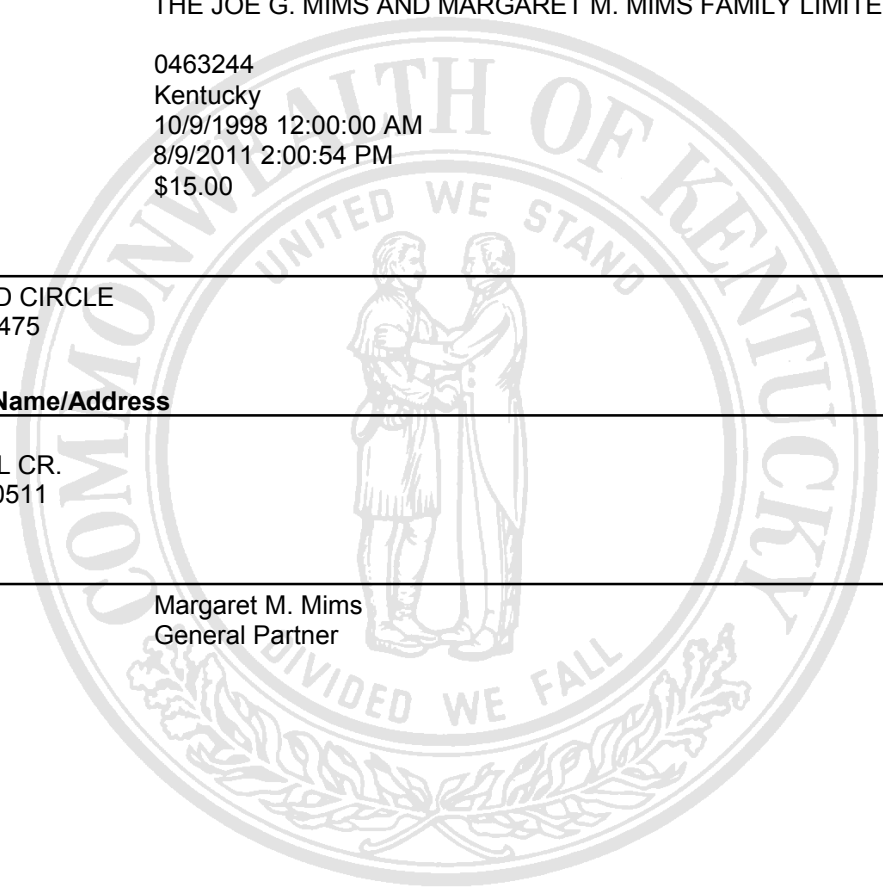 THE JOE G. MIMS AND MARGARET M. MIMS FAMILY LIMITE
0463244
Kentucky
10/9/1998 12:00:00 AM
8/9/2011 2:00:54 PM
$15.00
D CIRCLE
475
Name/Address
L CR.
0511
Margaret M. Mims
General Partner
COMMONWEALTH OF KENTUCKY
UNITED WE STAND
DIVIDED WE FALL